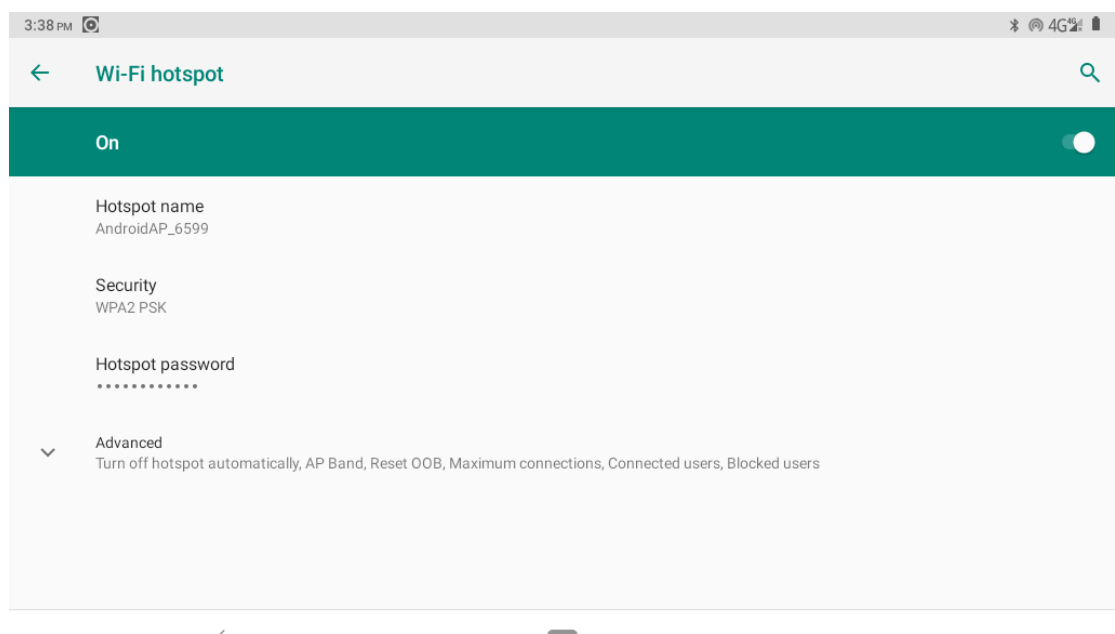 3:38 PM
4G 4G
Wi-Fi hotspot
On
Hotspot name
AndroidAP_6599
Security
WPA2 PSK
Hotspot password
••••••••••••
Advanced
Turn off hotspot automatically, AP Band, Reset OOB, Maximum connections, Connected users, Blocked users